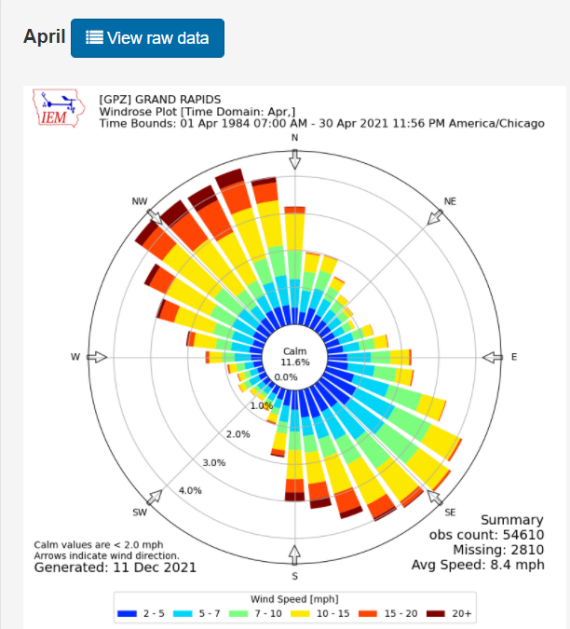 April View raw data
IEM
[GPZ] GRAND RAPIDS
Windrose Plot [Time Domain: Apr,]
Time Bounds: 01 Apr 1984 07:00 AM - 30 Apr 2021 11:56 PM America/Chicago
N
NW
NE
W
Calm
11.6%
E
0.0%
1.0%
2.0%
3.0%
4.0%
SW
SE
S
Summary
obs count: 54610
Missing: 2810
Avg Speed: 8.4 mph
Calm values are < 2.0 mph
Arrows indicate wind direction.
Generated: 11 Dec 2021
Wind Speed [mph]
2 - 5 5 - 7 7 - 10 10 - 15 15 - 20 20+